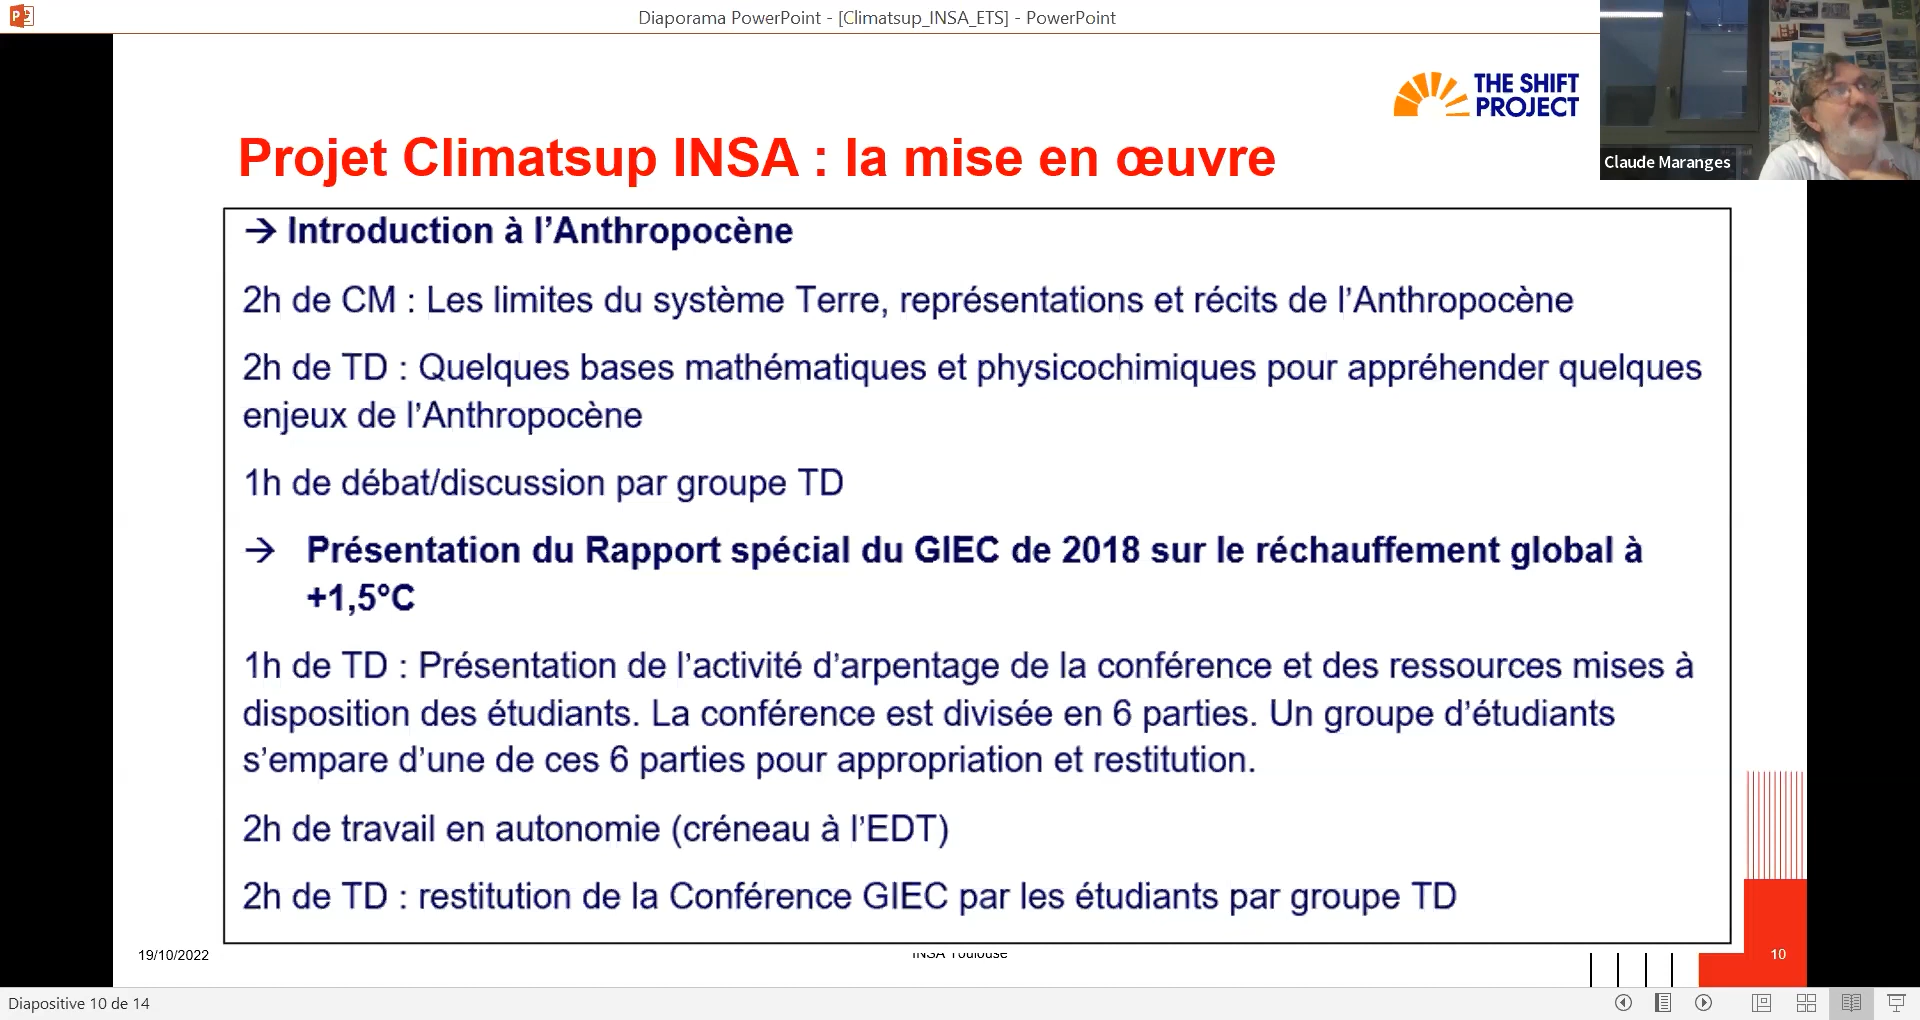 Diaporama PowerPoint - [Climatsup_INSA_ETS] - PowerPoint
THE SHIFT
PROJECT
Claude Maranges
Projet Climatsup INSA : la mise en œuvre
→ Introduction à l’Anthropocène
2h de CM : Les limites du système Terre, représentations et récits de l’Anthropocène
2h de TD : Quelques bases mathématiques et physicochimiques pour appréhender quelques
enjeux de l’Anthropocène
1h de débat/discussion par groupe TD
→ Présentation du Rapport spécial du GIEC de 2018 sur le réchauffement global à
+1,5°C
1h de TD : Présentation de l’activité d’arpentage de la conférence et des ressources mises à
disposition des étudiants. La conférence est divisée en 6 parties. Un groupe d’étudiants
s’empare d’une de ces 6 parties pour appropriation et restitution.
2h de travail en autonomie (créneau à l’EDT)
2h de TD : restitution de la Conférence GIEC par les étudiants par groupe TD
19/10/2022
INSA Toulouse
10
Diapositive 10 de 14